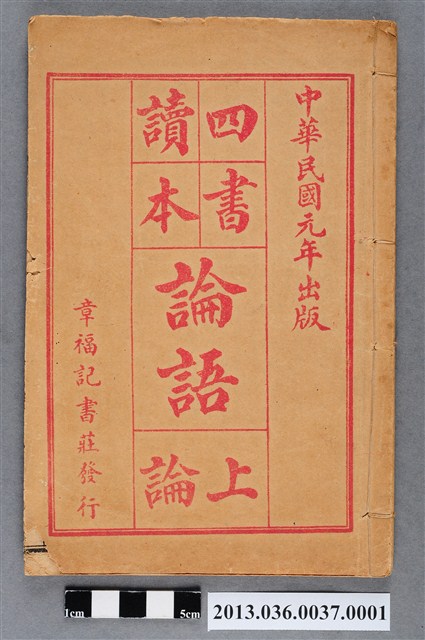 中華民國元年出版
四書
讀本
論語
上論
章福記書莊發行
1cm
5cm
2013.036.0037.0001